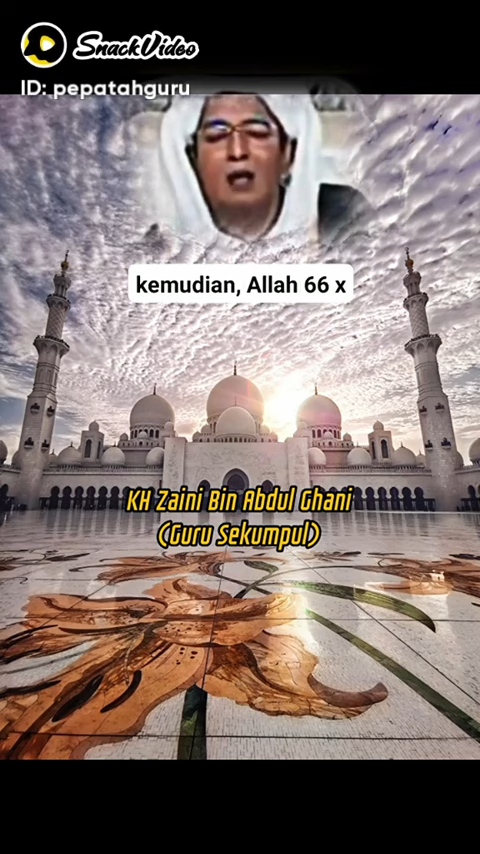 SnackVideo
ID: pepatahguru
kemudian, Allah 66 x
KH Zaini Bin Abdul Ghani
(Guru Sekumpul)